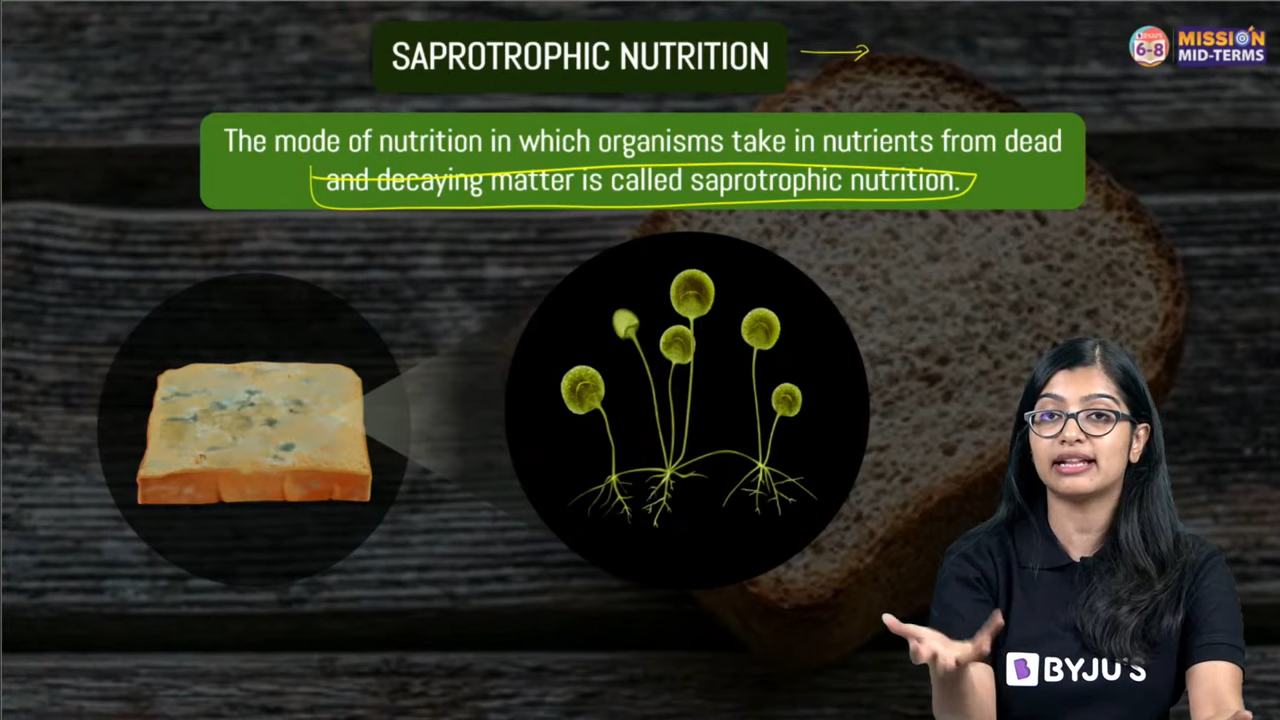 SAPROTROPHIC NUTRITION
BYJU'S
6-8
MISSION
MID-TERMS
The mode of nutrition in which organisms take in nutrients from dead
and decaying matter is called saprotrophic nutrition.
BYJU'S